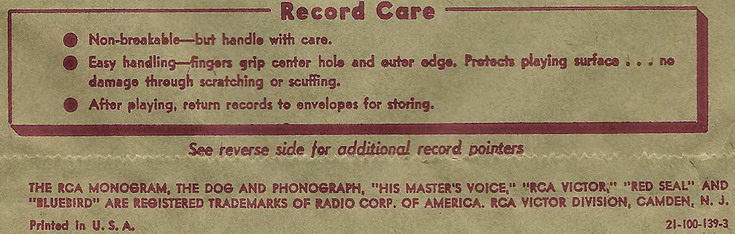 Record Care
Non-breakable—but handle with care.
Easy handling—fingers grip center hole and outer edge. Protects playing surface . . . no
damage through scratching or scuffing.
After playing, return records to envelopes for storing.
See reverse side for additional record pointers
THE RCA MONOGRAM, THE DOG AND PHONOGRAPH, "HIS MASTER'S VOICE," "RCA VICTOR," "RED SEAL" AND
"BLUEBIRD" ARE REGISTERED TRADEMARKS OF RADIO CORP. OF AMERICA. RCA VICTOR DIVISION, CAMDEN, N. J.
Printed in U. S. A.
21-100-139-3